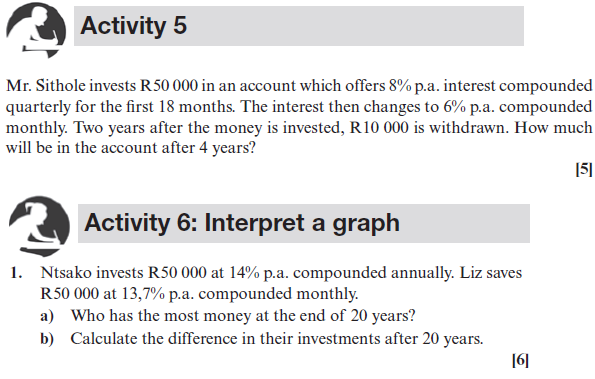 Activity 5
Mr. Sithole invests R50 000 in an account which offers 8% p.a. interest compounded
quarterly for the first 18 months. The interest then changes to 6% p.a. compounded
monthly. Two years after the money is invested, R10 000 is withdrawn. How much
will be in the account after 4 years?
[5]
Activity 6: Interpret a graph
1. Ntsako invests R50 000 at 14% p.a. compounded annually. Liz saves
R50 000 at 13,7% p.a. compounded monthly.
a) Who has the most money at the end of 20 years?
b) Calculate the difference in their investments after 20 years.
[6]